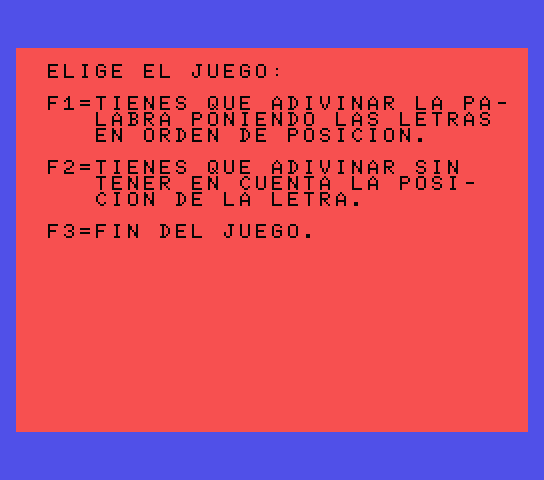 ELIGE EL JUEGO:
F1=TIENES QUE ADIVINAR LA PA-
LABRA PONIENDO LAS LETRAS
EN ORDEN DE POSICION.
F2=TIENES QUE ADIVINAR SIN
TENER EN CUENTA LA POSI-
CION DE LA LETRA.
F3=FIN DEL JUEGO.